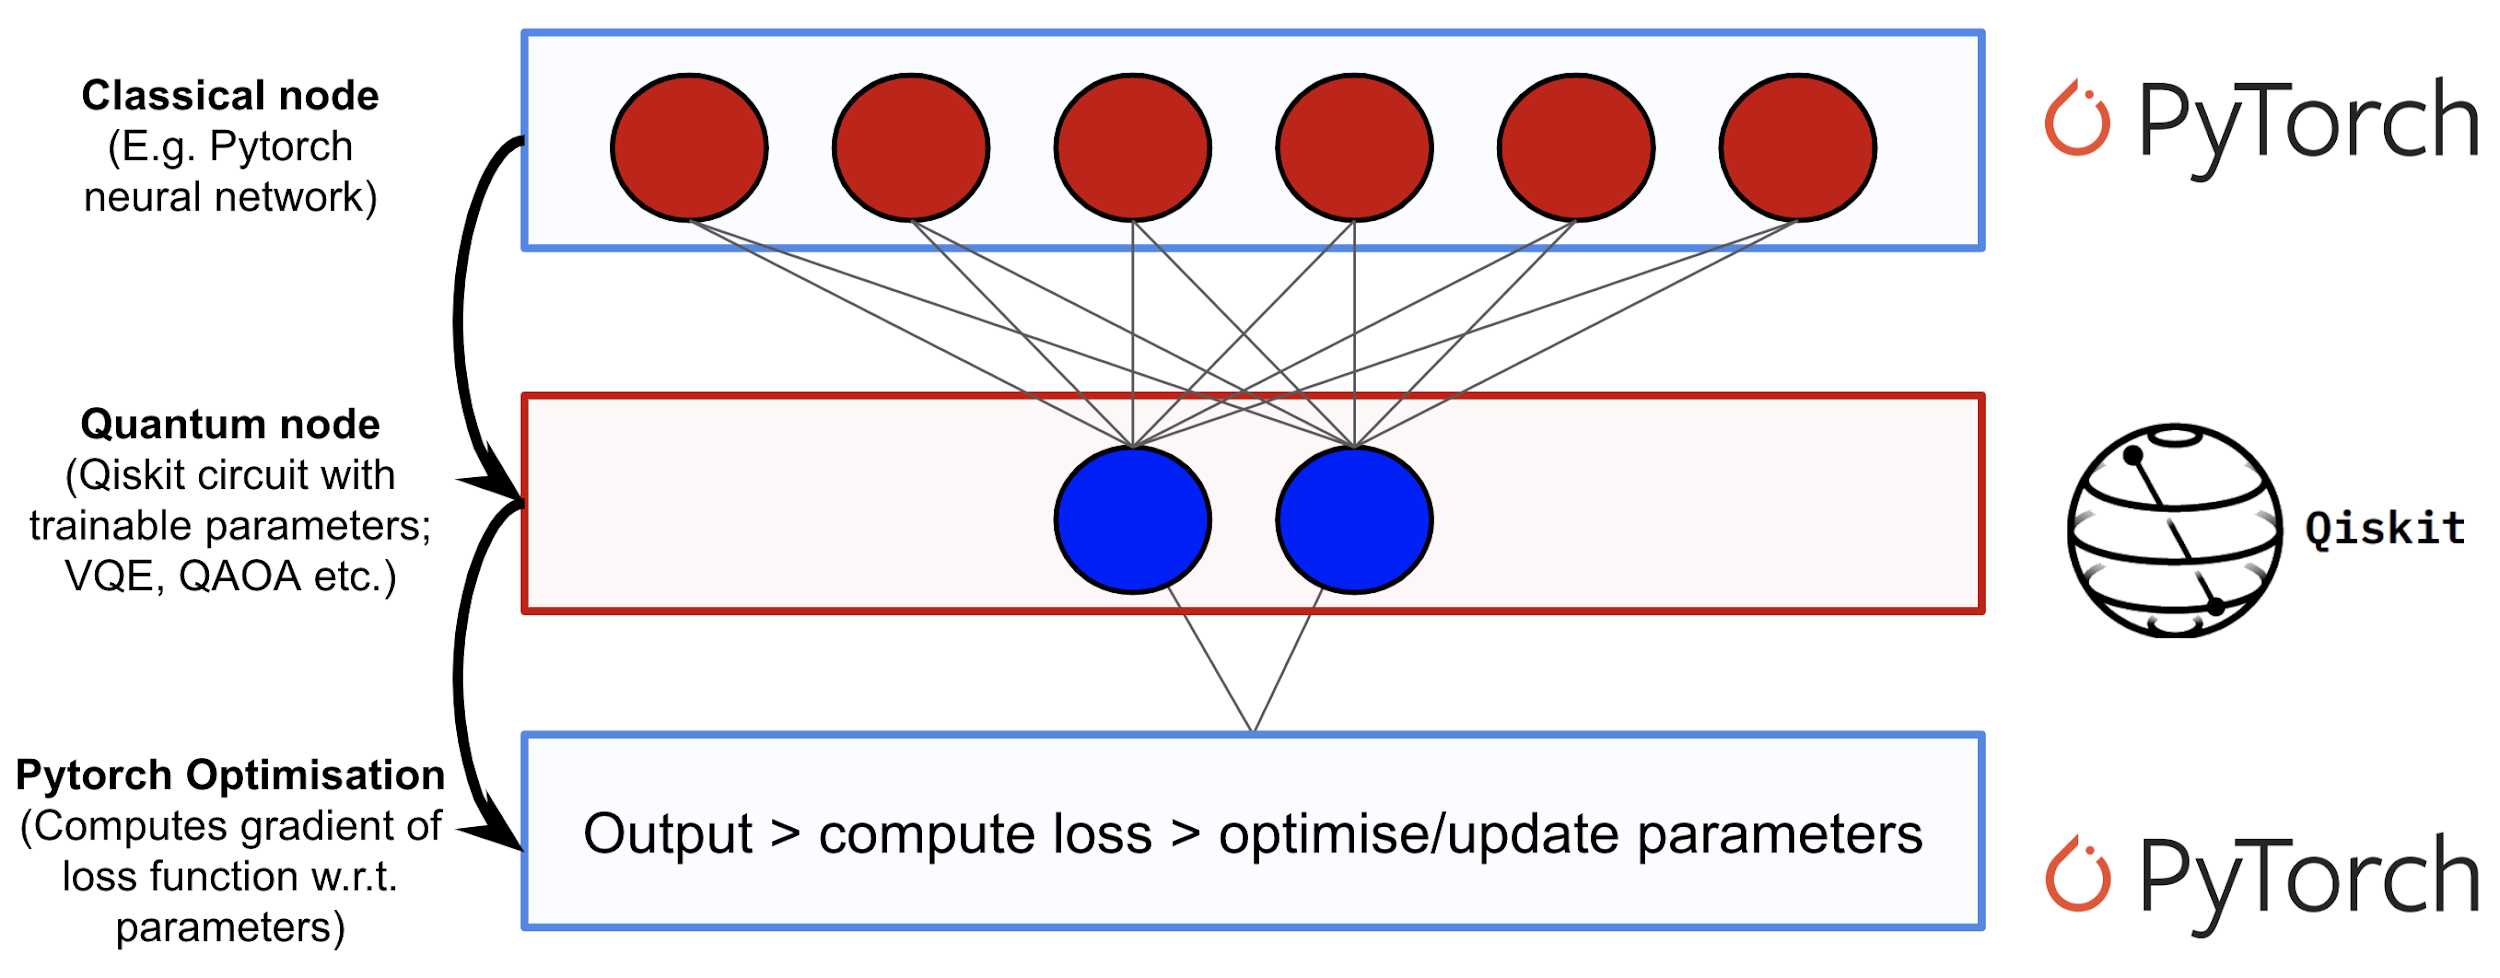 Classical node
(E.g. Pytorch
neural network)
PyTorch
Quantum node
(Qiskit circuit with
trainable parameters;
VQE, QAOA etc.)
Qiskit
Pytorch Optimisation
(Computes gradient of
loss function w.r.t.
parameters)
Output > compute loss > optimise/update parameters
PyTorch